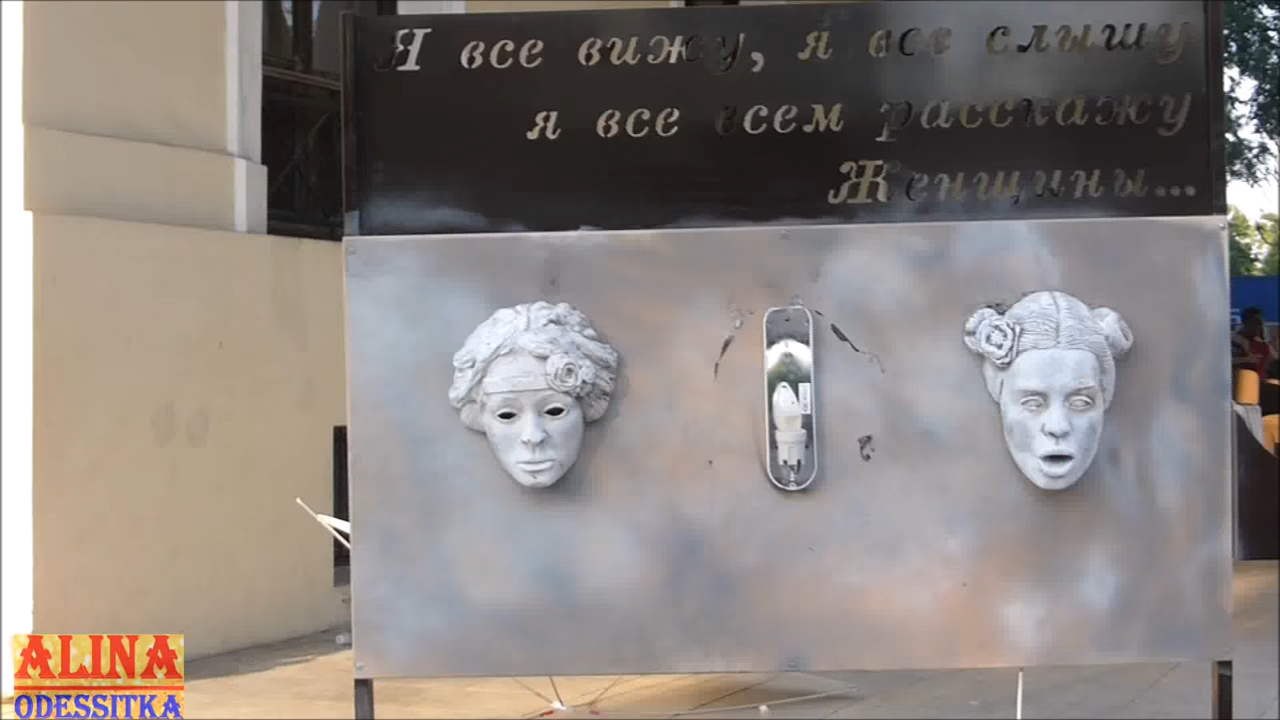 Я все вижу, я все слышу
я все всем расскажу
Женщины...
ALINA
ODESSITKA